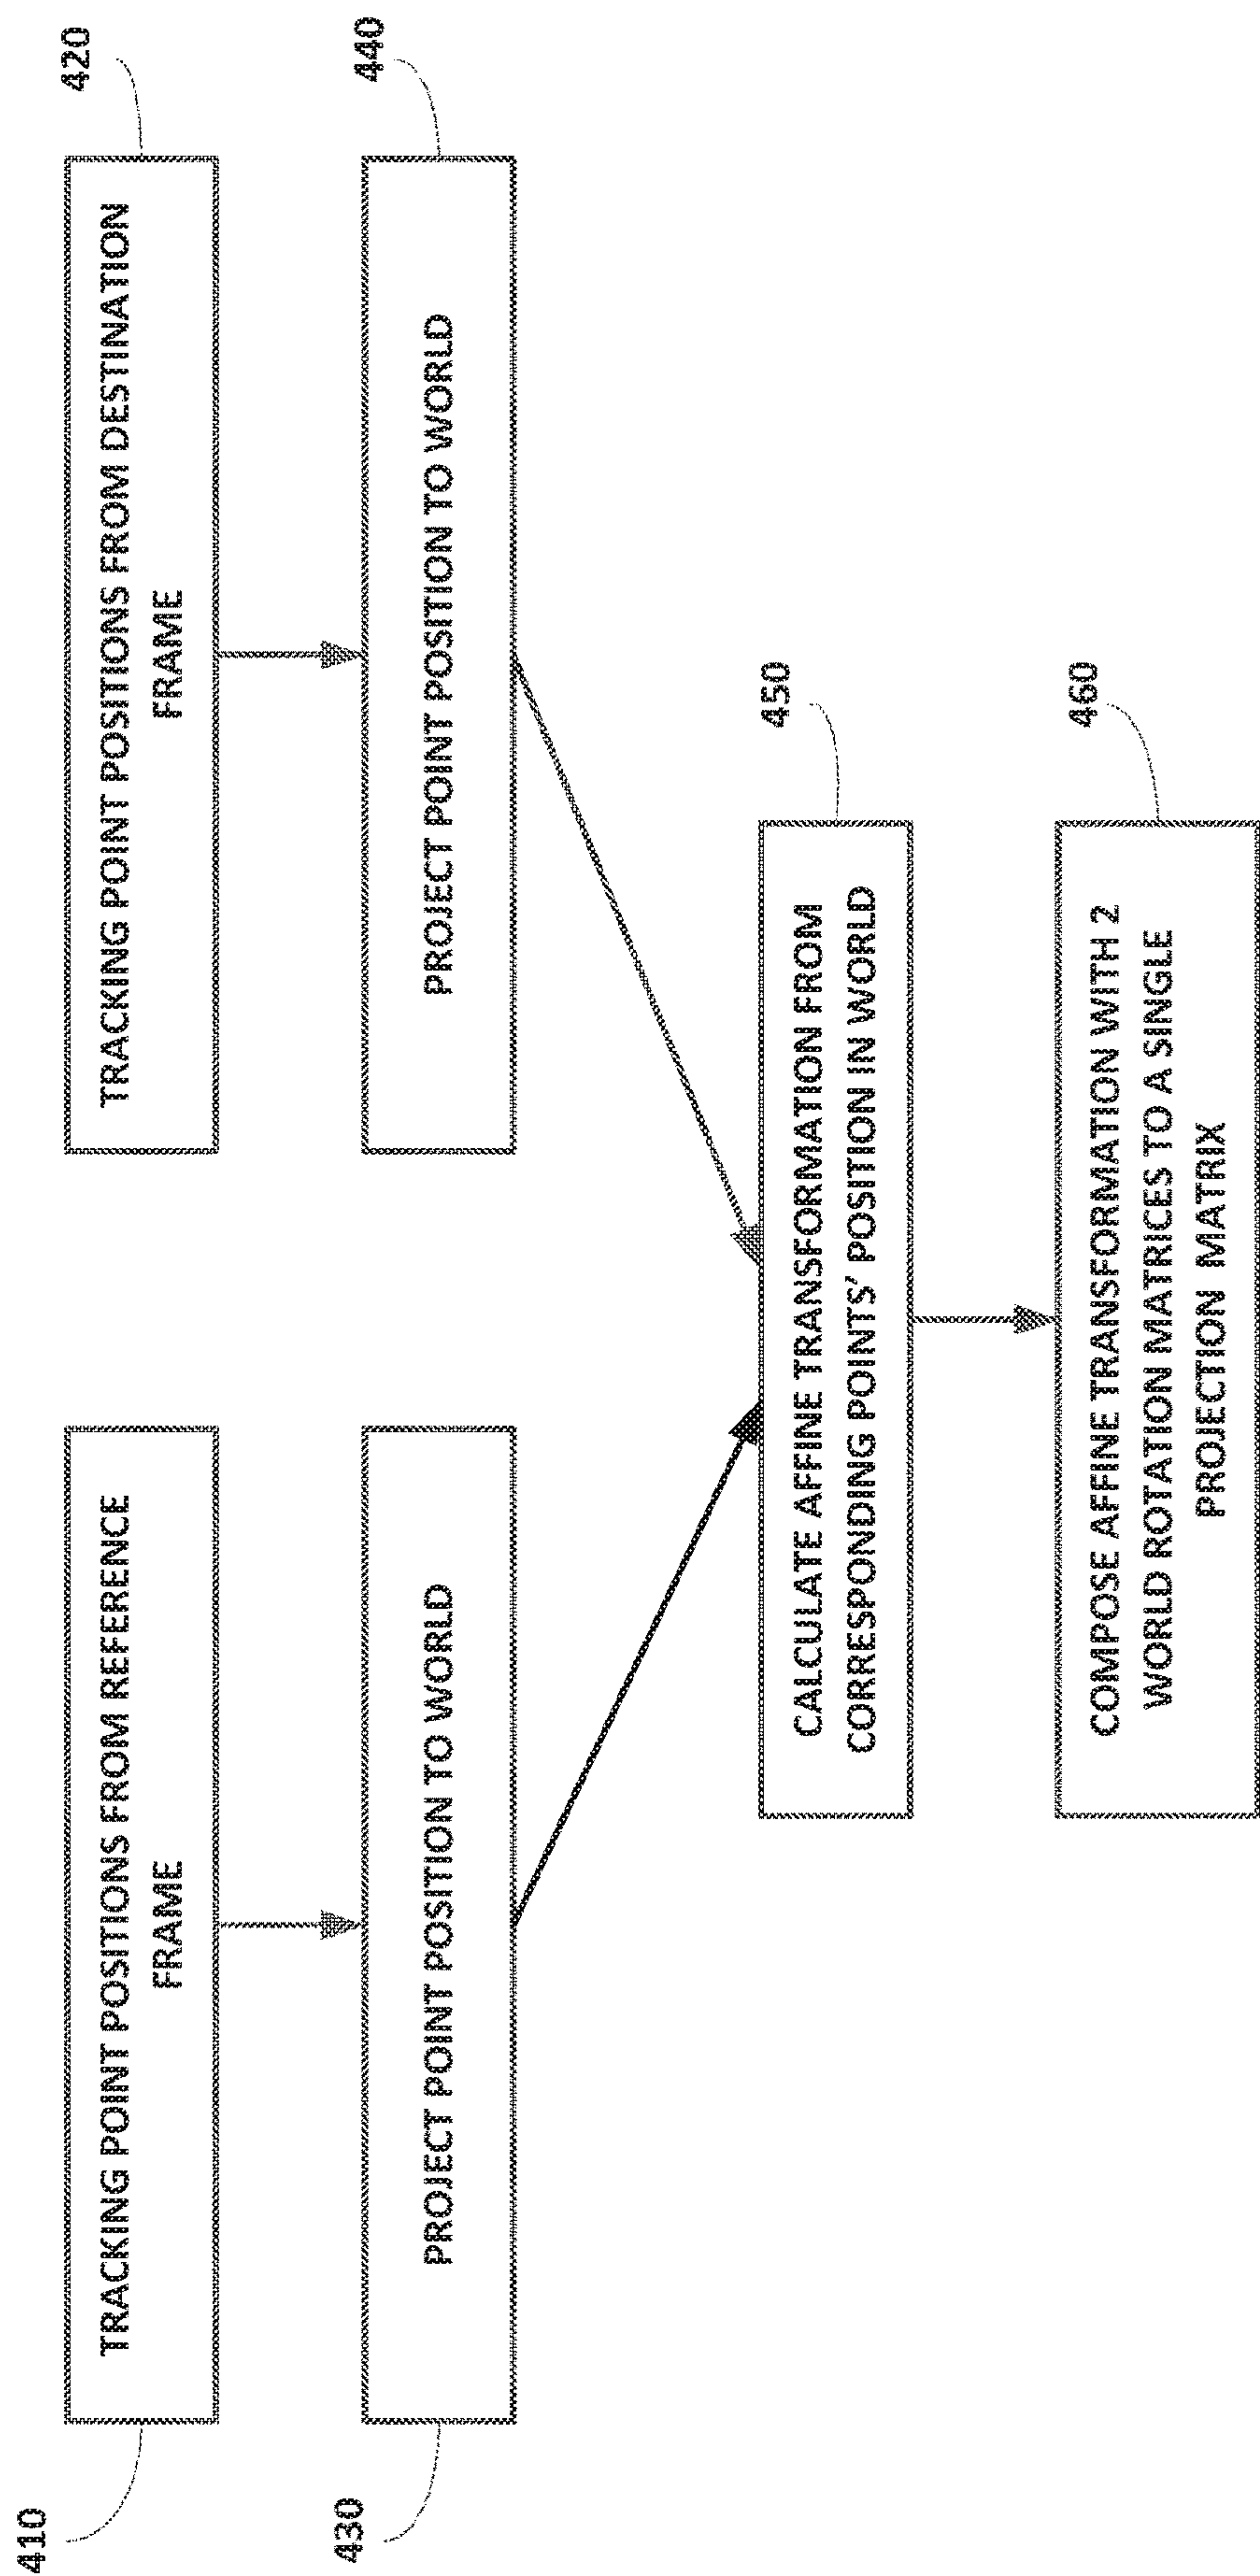 410
TRACKING POINT POSITIONS FROM REFERENCE
FRAME
420
TRACKING POINT POSITIONS FROM DESTINATION
FRAME
430
PROJECT POINT POSITION TO WORLD
440
PROJECT POINT POSITION TO WORLD
450
CALCULATE AFFINE TRANSFORMATION FROM
CORRESPONDING POINTS' POSITION IN WORLD
460
COMPOSE AFFINE TRANSFORMATION WITH 2
WORLD ROTATION MATRICES TO A SINGLE
PROJECTION MATRIX